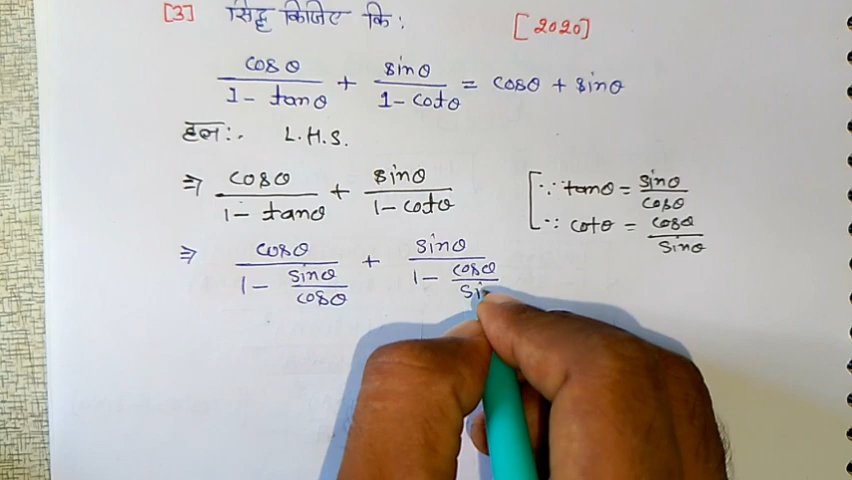 [3] सिद्ध किजिए कि: [2020]
cosθ/(1 - tanθ) + sinθ/(1 - cotθ) = cosθ + sinθ
हल:- L.H.S.
⇒ cosθ/(1 - tanθ) + sinθ/(1 - cotθ) [∵ tanθ = sinθ/cosθ
∵ cotθ = cosθ/sinθ
⇒ cosθ/(1 - sinθ/cosθ) + sinθ/(1 - cosθ/si